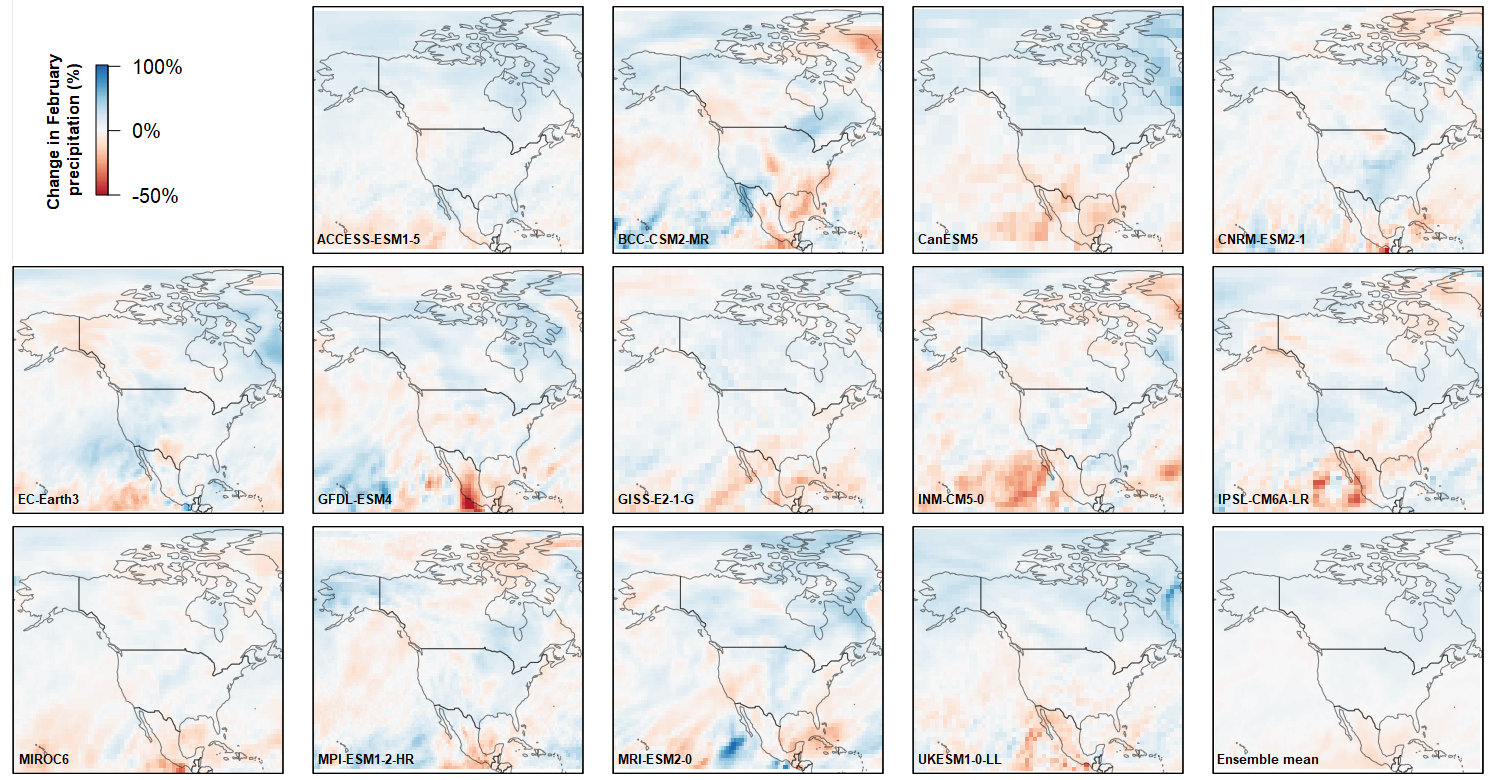 Change in February
precipitation (%)
100%
0%
-50%
ACCESS-ESM1-5
BCC-CSM2-MR
CanESM5
CNRM-ESM2-1
EC-Earth3
GFDL-ESM4
GISS-E2-1-G
INM-CM5-0
IPSL-CM6A-LR
MIROC6
MPI-ESM1-2-HR
MRI-ESM2-0
UKESM1-0-LL
Ensemble mean